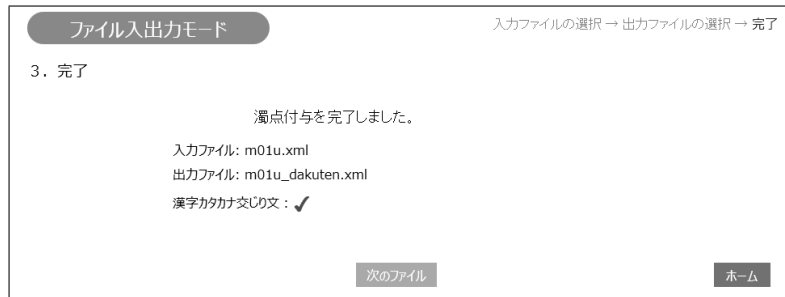 ファイル入出力モード
入力ファイルの選択 → 出力ファイルの選択 → 完了
3. 完了
濁点付与を完了しました。
入力ファイル: m01u.xml
出力ファイル: m01u_dakuten.xml
漢字カタカナ交じり文 : ✔
次のファイル
ホーム